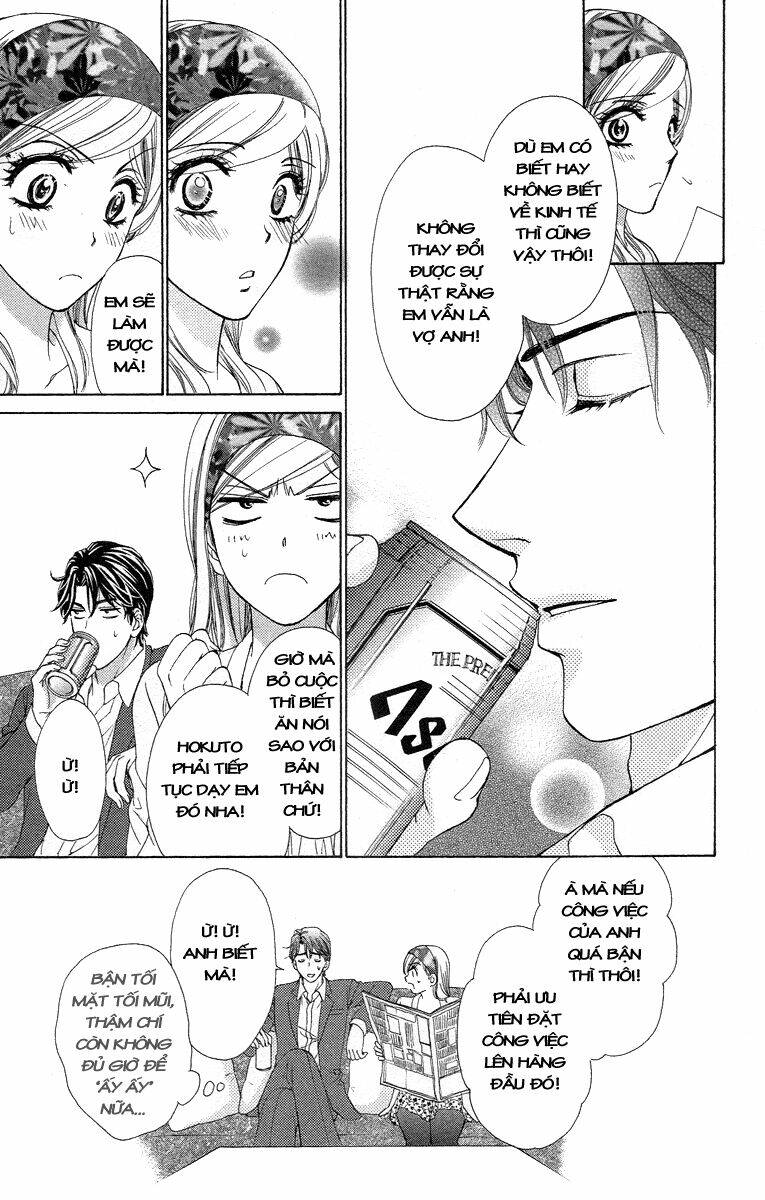 DÙ EM CÓ
BIẾT HAY
KHÔNG BIẾT
VỀ KINH TẾ
THÌ CŨNG
VẬY THÔI!
KHÔNG
THAY ĐỔI
ĐƯỢC SỰ
THẬT RẰNG
EM VẪN LÀ
VỢ ANH!
EM SẼ
LÀM
ĐƯỢC
MÀ!
THE PRE
ASA
GIỜ MÀ
BỎ CUỘC
THÌ BIẾT
ĂN NÓI
SAO VỚI
BẢN
THÂN
CHỨ!
HOKUTO
PHẢI TIẾP
TỤC DẠY EM
ĐÓ NHA!
Ừ!
Ừ!
À MÀ NẾU
CÔNG VIỆC
CỦA ANH
QUÁ BẬN
THÌ THÔI!
PHẢI ƯU
TIÊN ĐẶT
CÔNG VIỆC
LÊN HÀNG
ĐẦU ĐÓ!
Ừ! Ừ!
ANH BIẾT
MÀ!
BẬN TỐI
MẶT TỐI MŨI,
THẬM CHÍ
CÒN KHÔNG
ĐỦ GIỜ ĐỂ
'ẤY ẤY'
NỮA...